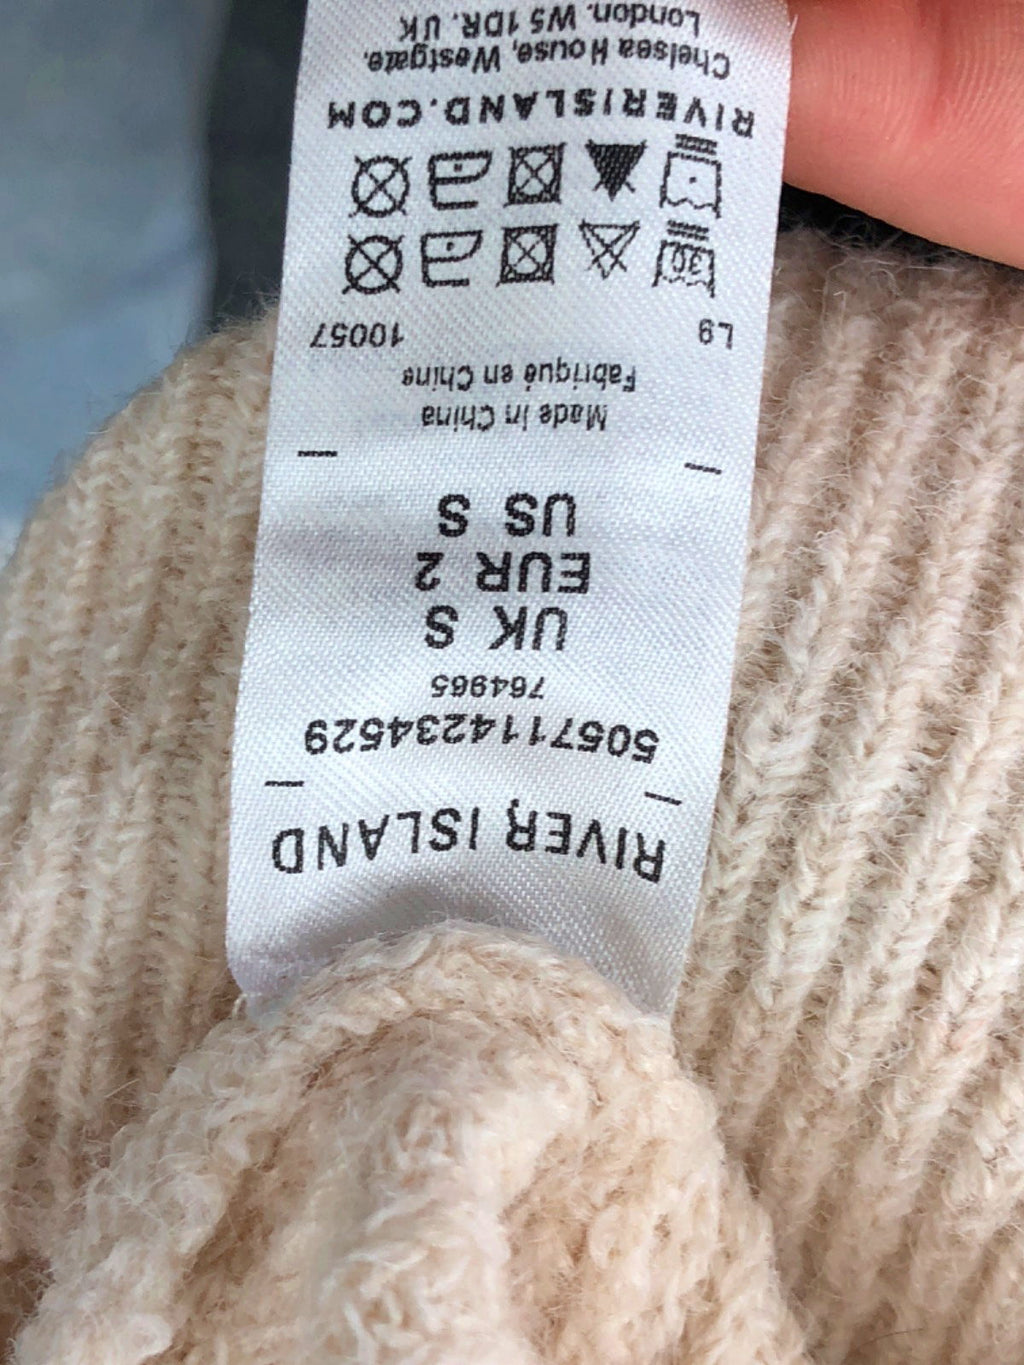 RIVER ISLAND
5057114234529
764965
UK S
EUR 2
US S
Made in China
Fabriqué en Chine
L9 10057
30
RIVERISLAND.COM
Chelsea House, Westgate,
London. W5 1DR. UK